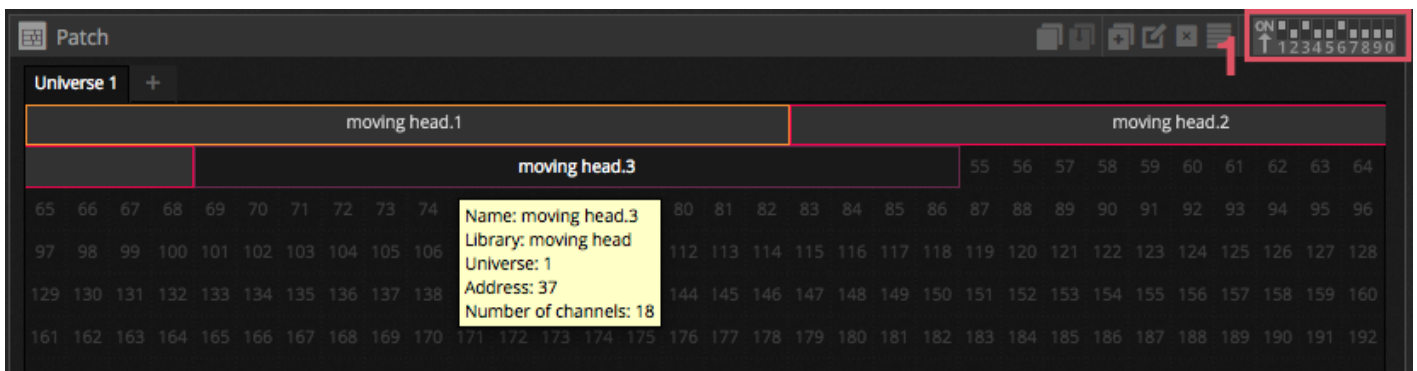 Patch
ON
1234567890
1
Universe 1 +
moving head.1 moving head.2
moving head.3 55 56 57 58 59 60 61 62 63 64
65 66 67 68 69 70 71 72 73 74 80 81 82 83 84 85 86 87 88 89 90 91 92 93 94 95 96
97 98 99 100 101 102 103 104 105 106 112 113 114 115 116 117 118 119 120 121 122 123 124 125 126 127 128
129 130 131 132 133 134 135 136 137 138 144 145 146 147 148 149 150 151 152 153 154 155 156 157 158 159 160
161 162 163 164 165 166 167 168 169 170 171 172 173 174 175 176 177 178 179 180 181 182 183 184 185 186 187 188 189 190 191 192
Name: moving head.3
Library: moving head
Universe: 1
Address: 37
Number of channels: 18